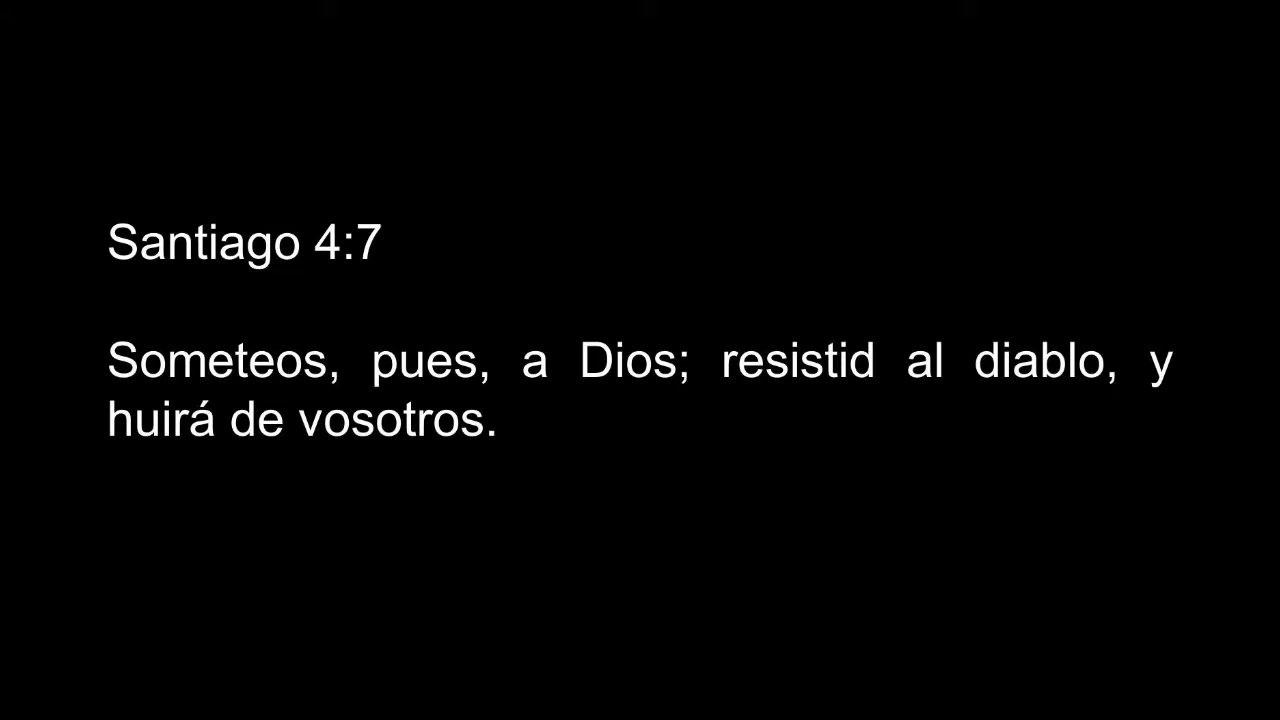 Santiago 4:7
Someteos, pues, a Dios; resistid al diablo, y
huirá de vosotros.